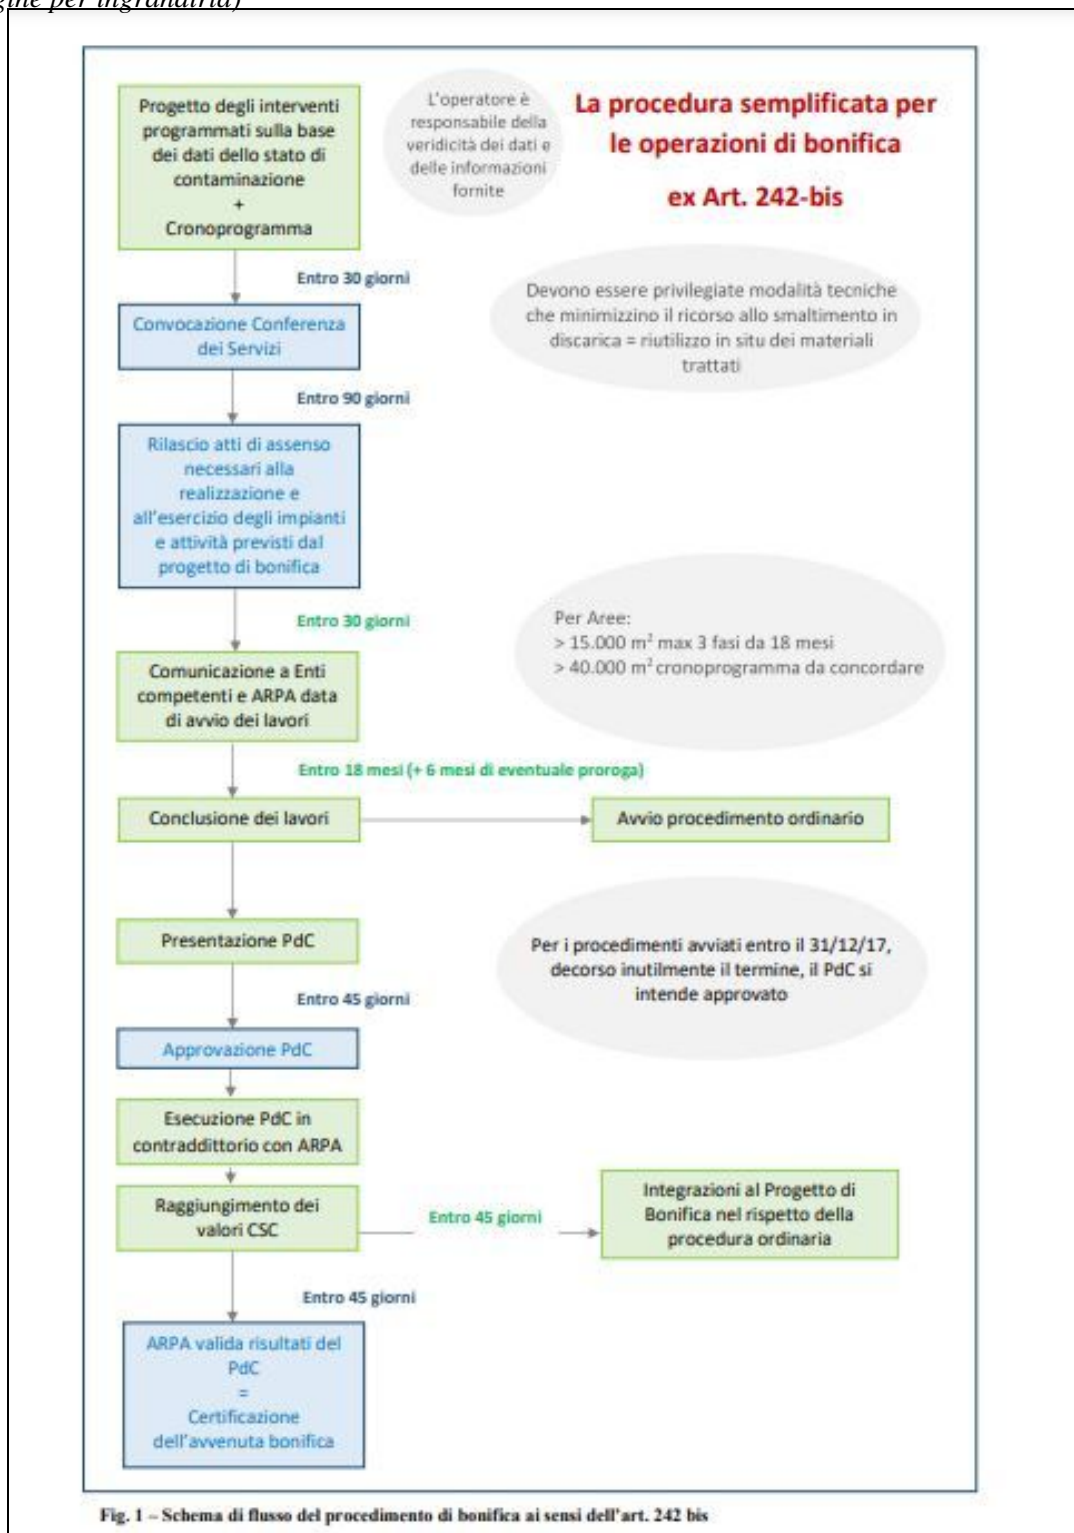 per ingrandirla)
Progetto degli interventi
programmati sulla base
dei dati dello stato di
contaminazione
+
Cronoprogramma
L'operatore è
responsabile della
veridicità dei dati e
delle informazioni
fornite
La procedura semplificata per
le operazioni di bonifica
ex Art. 242-bis
Entro 30 giorni
Convocazione Conferenza
dei Servizi
Devono essere privilegiate modalità tecniche
che minimizzino il ricorso allo smaltimento in
discarica = riutilizzo in situ dei materiali
trattati
Entro 90 giorni
Rilascio atti di assenso
necessari alla
realizzazione e
all'esercizio degli impianti
e attività previsti dal
progetto di bonifica
Entro 30 giorni
Per Aree:
> 15.000 m² max 3 fasi da 18 mesi
> 40.000 m² cronoprogramma da concordare
Comunicazione a Enti
competenti e ARPA data
di avvio dei lavori
Entro 18 mesi (+ 6 mesi di eventuale proroga)
Conclusione dei lavori
Avvio procedimento ordinario
Presentazione PdC
Per i procedimenti avviati entro il 31/12/17,
decorso inutilmente il termine, il PdC si
intende approvato
Entro 45 giorni
Approvazione PdC
Esecuzione PdC in
contraddittorio con ARPA
Raggiungimento dei
valori CSC
Entro 45 giorni
Integrazioni al Progetto di
Bonifica nel rispetto della
procedura ordinaria
Entro 45 giorni
ARPA valida risultati del
PdC
=
Certificazione
dell'avvenuta bonifica
Fig. 1 – Schema di flusso del procedimento di bonifica ai sensi dell'art. 242 bis